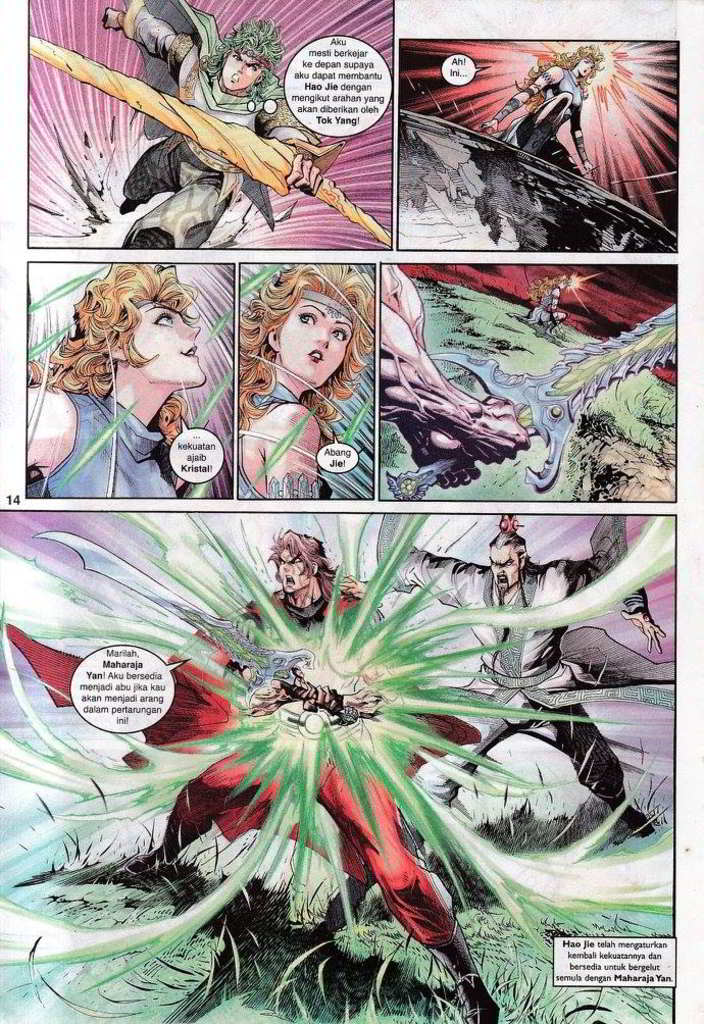 Aku
mesti berkejar
ke depan supaya
aku dapat membantu
Hao Jie dengan
mengikut arahan yang
akan diberikan oleh
Tok Yang!
Ah!
Ini...
...
kekuatan
ajaib
Kristal!
Abang
Jie!
14
Marilah,
Maharaja
Yan! Aku bersedia
menjadi abu jika kau
akan menjadi arang
dalam pertarungan
ini!
Hao Jie telah mengaturkan
kembali kekuatannya dan
bersedia untuk bergelut
semula dengan Maharaja Yan.